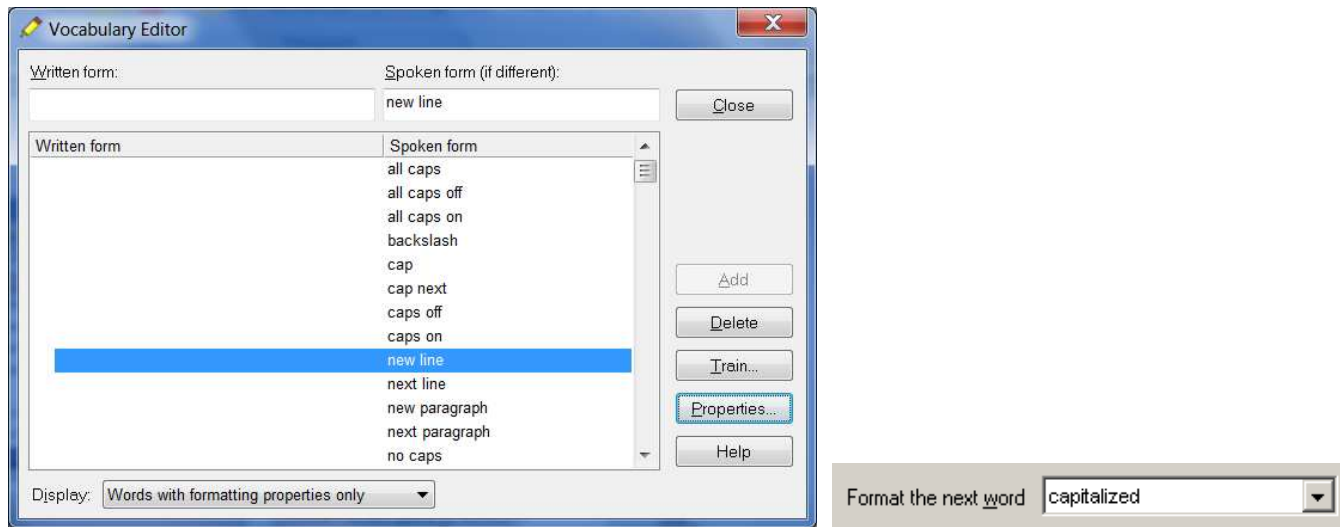 Vocabulary Editor
Written form: Spoken form (if different):
new line Close
Written form Spoken form
all caps
all caps off
all caps on
backslash
cap
cap next
caps off
caps on
new line
next line
new paragraph
next paragraph
no caps
Add
Delete
Train...
Properties...
Help
Display: Words with formatting properties only
Format the next word capitalized